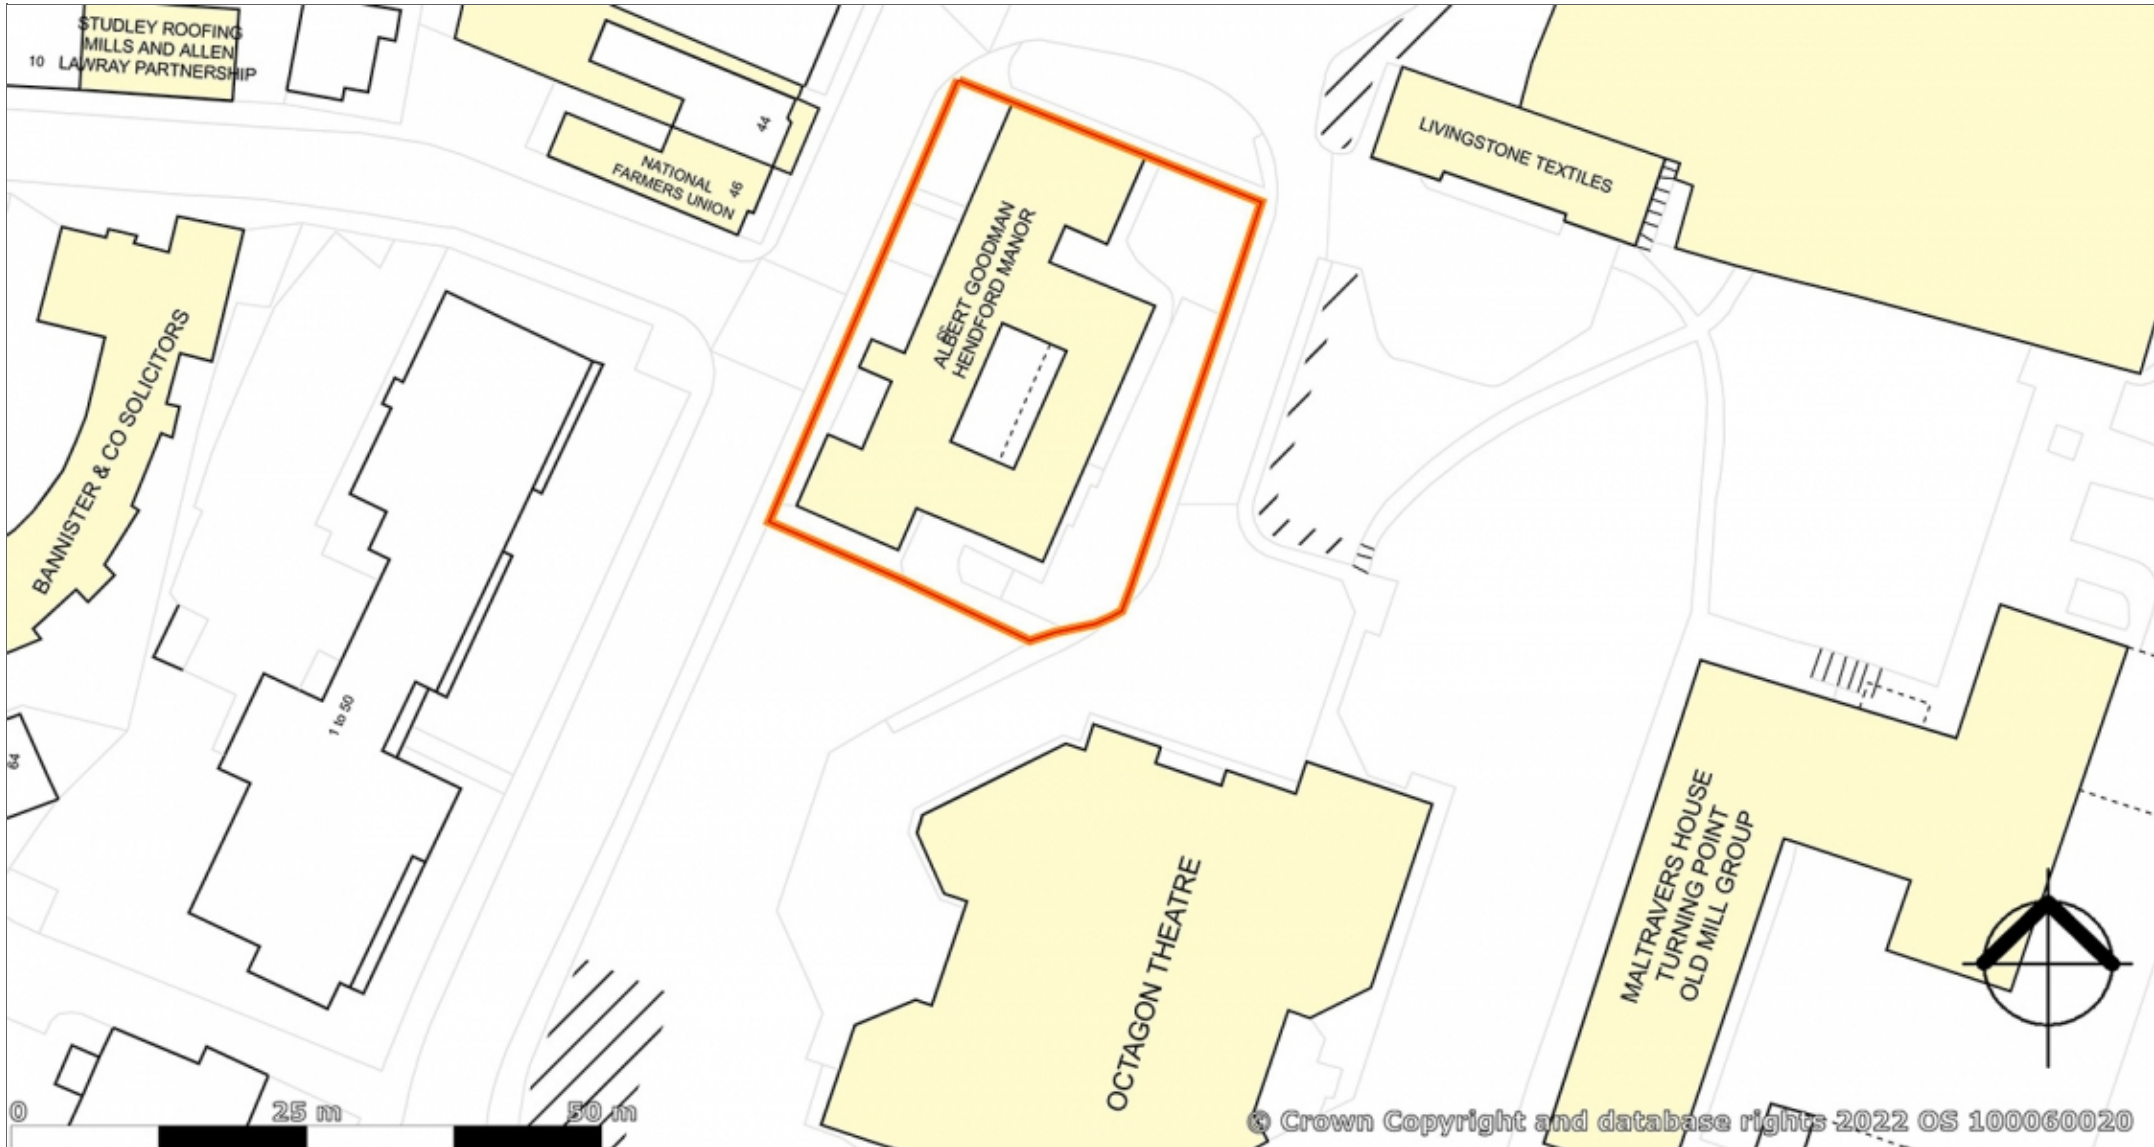 STUDLEY ROOFING
MILLS AND ALLEN
10 LAWRAY PARTNERSHIP
44
NATIONAL
FARMERS UNION
46
LIVINGSTONE TEXTILES
ALBERT GOODMAN
HENDFORD MANOR
BANNISTER & CO SOLICITORS
1 to 50
64
OCTAGON THEATRE
MALTRAVERS HOUSE
TURNING POINT
OLD MILL GROUP
0 25 m 50 m
© Crown Copyright and database rights 2022 OS 100060020